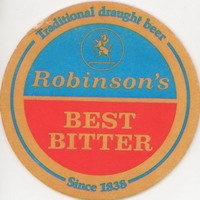 Traditional draught beer
Robinson's
BEST
BITTER
Since 1838